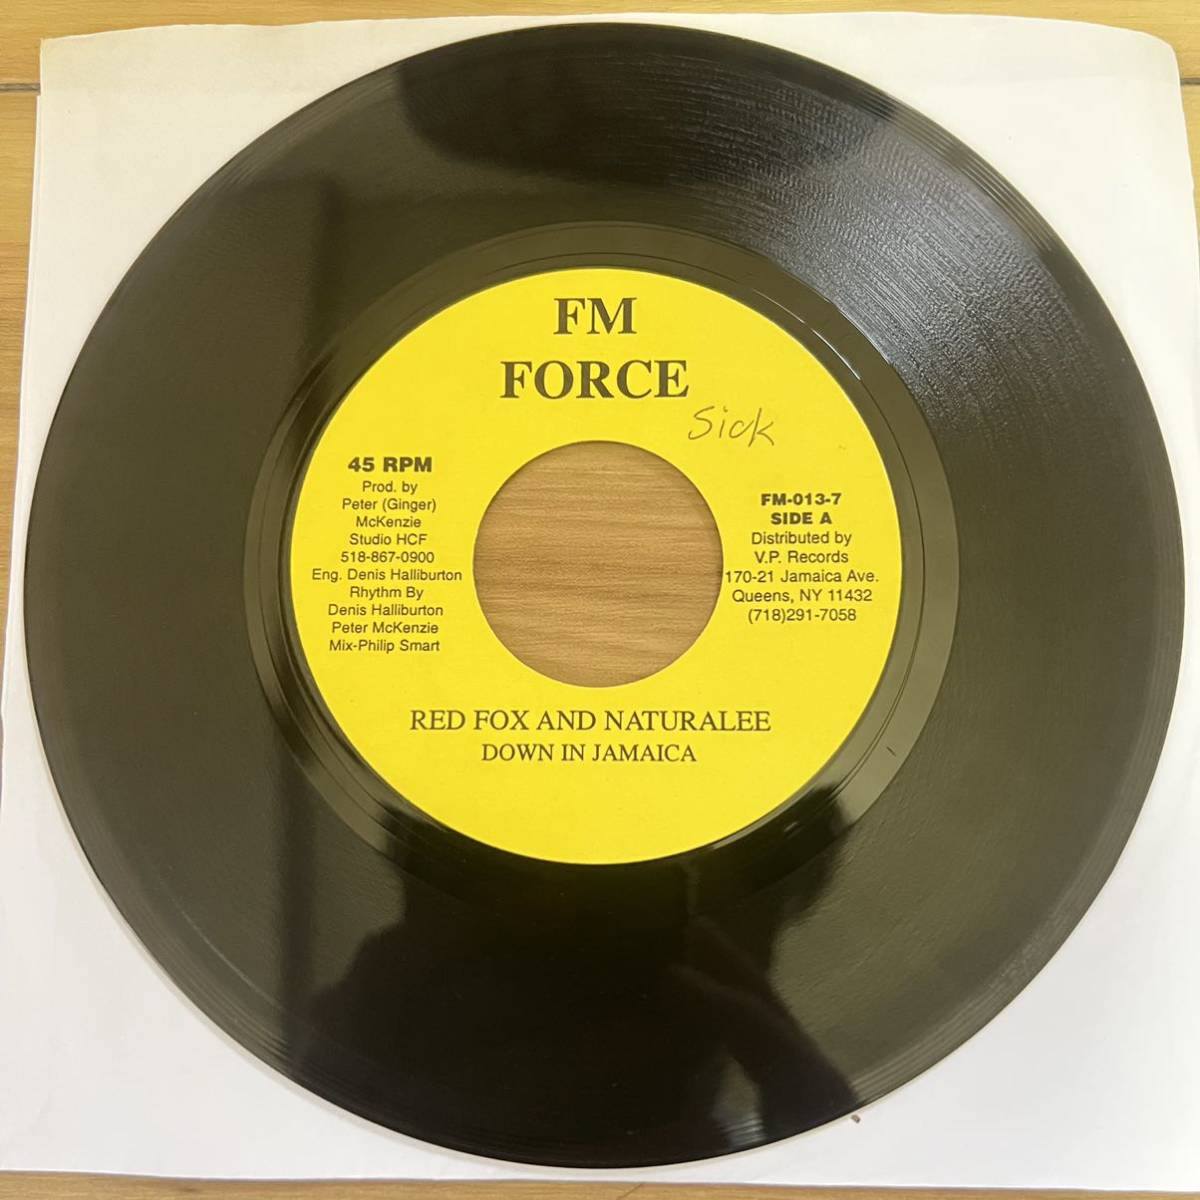 FM
FORCE
Sick
45 RPM
Prod. by
Peter (Ginger)
McKenzie
Studio HCF
518-867-0900
Eng. Denis Halliburton
Rhythm By
Denis Halliburton
Peter McKenzie
Mix-Philip Smart
FM-013-7
SIDE A
Distributed by
V.P. Records
170-21 Jamaica Ave.
Queens, NY 11432
(718)291-7058
RED FOX AND NATURALEE
DOWN IN JAMAICA